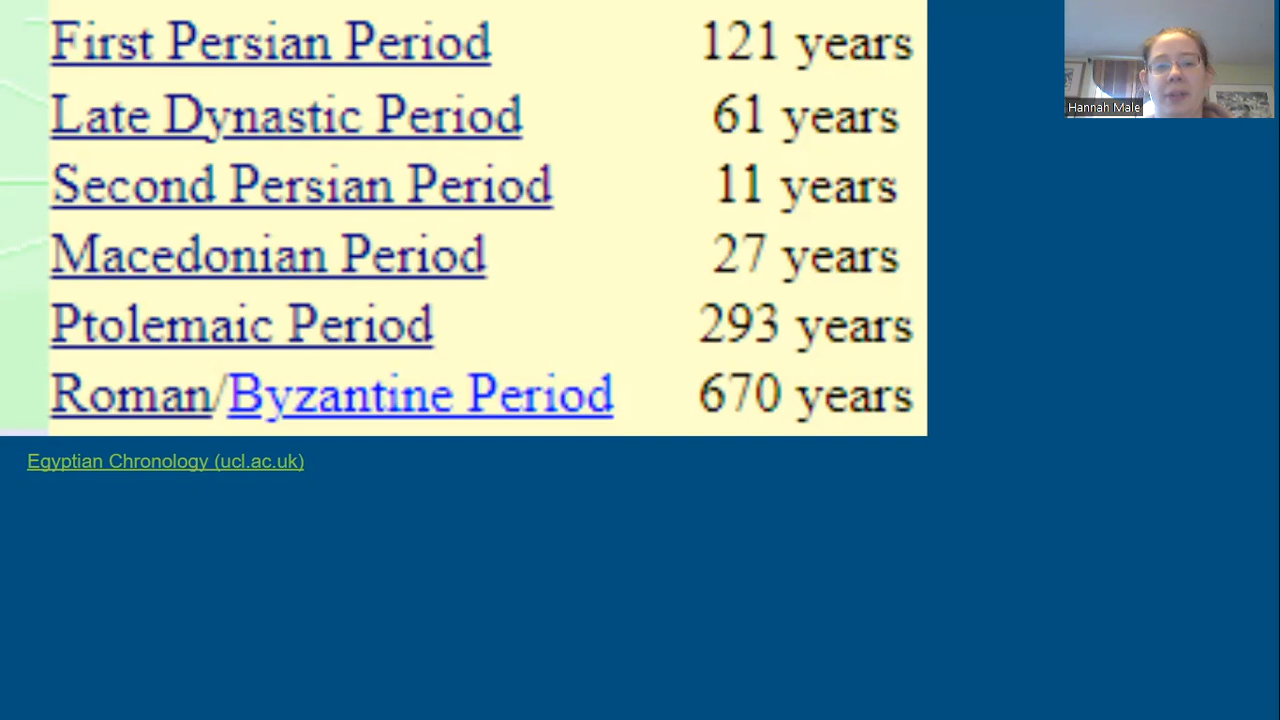 First Persian Period 121 years
Late Dynastic Period 61 years
Second Persian Period 11 years
Macedonian Period 27 years
Ptolemaic Period 293 years
Roman/Byzantine Period 670 years
Egyptian Chronology (ucl.ac.uk)
Hannah Male